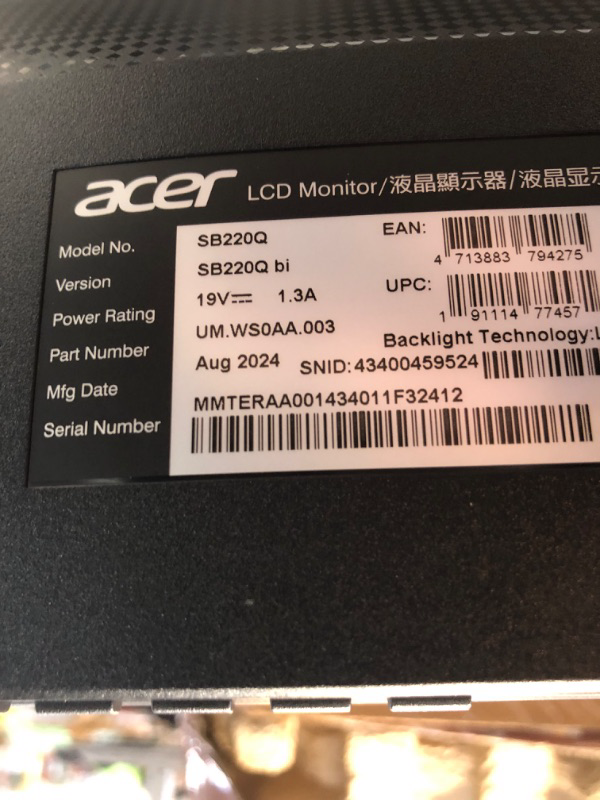 acer LCD Monitor/液晶顯示器/液晶显示
Model No. SB220Q EAN:
Version SB220Q bi 4 713883 794275
Power Rating 19V⎓ 1.3A UPC:
Part Number UM.WS0AA.003 1 91114 77457
Backlight Technology:L
Mfg Date Aug 2024 SNID:43400459524
Serial Number MMTERAA001434011F32412